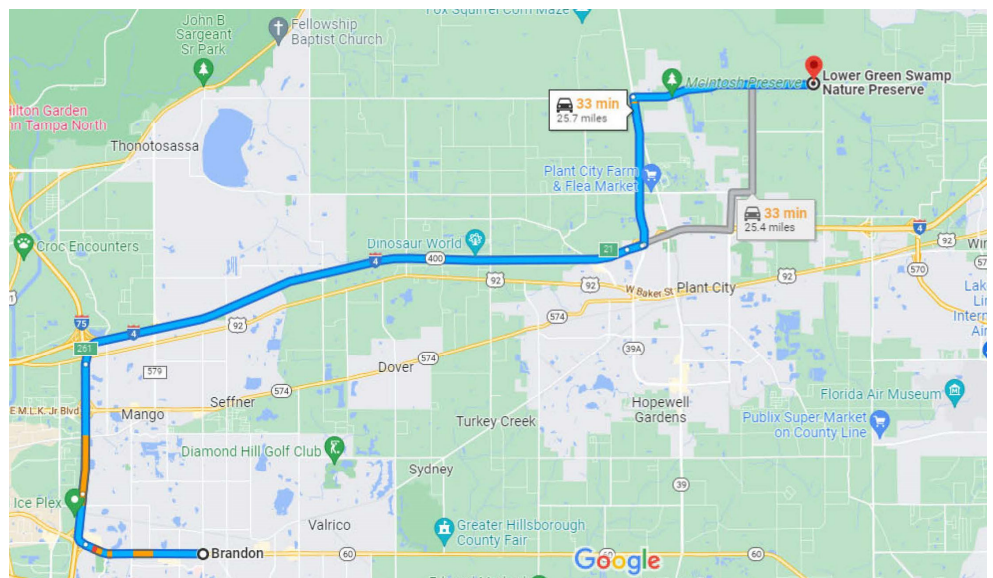 Fox Squirrel Corn Maze
John B
Sargeant
Sr Park
Fellowship
Baptist Church
McIntosh Preserve
Lower Green Swamp
Nature Preserve
33 min
25.7 miles
Hilton Garden
Inn Tampa North
Thonotosassa
Plant City Farm
& Flea Market
33 min
25.4 miles
Croc Encounters
Dinosaur World
21
4
92
4
400
92
92
570
W Baker St
Plant City
92
75
4
92
574
261
39A
574
Dover
579
Florida Air Museum
E M.L.K. Jr Blvd
Mango
Seffner
574
Hopewell
Gardens
Publix Super Market
on County Line
Turkey Creek
Diamond Hill Golf Club
Sydney
39
Ice Plex
Valrico
Greater Hillsborough
County Fair
Brandon
60
60
60
Google